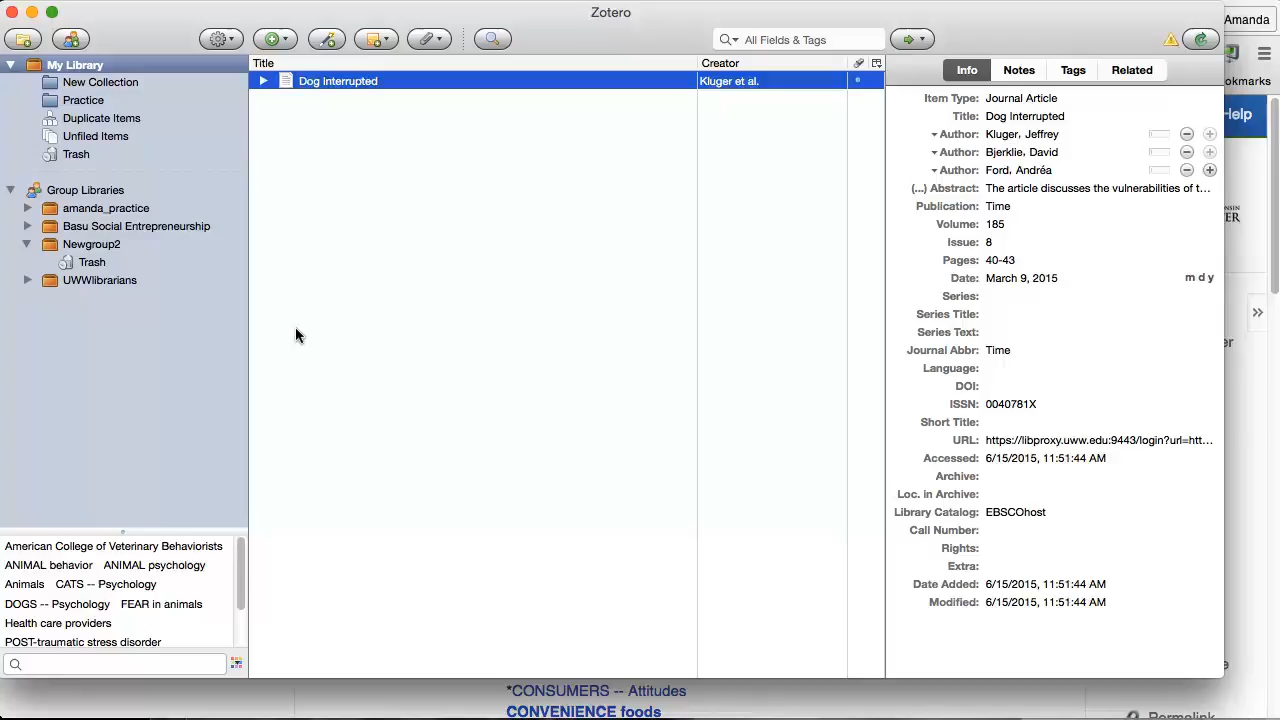 Zotero
Amanda
All Fields & Tags
okmarks
My Library
New Collection
Practice
Duplicate Items
Unfiled Items
Trash
Group Libraries
amanda_practice
Basu Social Entrepreneurship
Newgroup2
Trash
UWWlibrarians
American College of Veterinary Behaviorists
ANIMAL behavior ANIMAL psychology
Animals CATS -- Psychology
DOGS -- Psychology FEAR in animals
Health care providers
POST-traumatic stress disorder
Title Creator
Dog Interrupted Kluger et al.
Info Notes Tags Related
Item Type: Journal Article
Title: Dog Interrupted
Author: Kluger, Jeffrey
Author: Bjerklie, David
Author: Ford, Andréa
(...) Abstract: The article discusses the vulnerabilities of t...
Publication: Time
Volume: 185
Issue: 8
Pages: 40-43
Date: March 9, 2015 m d y
Series:
Series Title:
Series Text:
Journal Abbr: Time
Language:
DOI:
ISSN: 0040781X
Short Title:
URL: https://libproxy.uww.edu:9443/login?url=htt...
Accessed: 6/15/2015, 11:51:44 AM
Archive:
Loc. in Archive:
Library Catalog: EBSCOhost
Call Number:
Rights:
Extra:
Date Added: 6/15/2015, 11:51:44 AM
Modified: 6/15/2015, 11:51:44 AM
Help
*CONSUMERS -- Attitudes
CONVENIENCE foods
Permalink